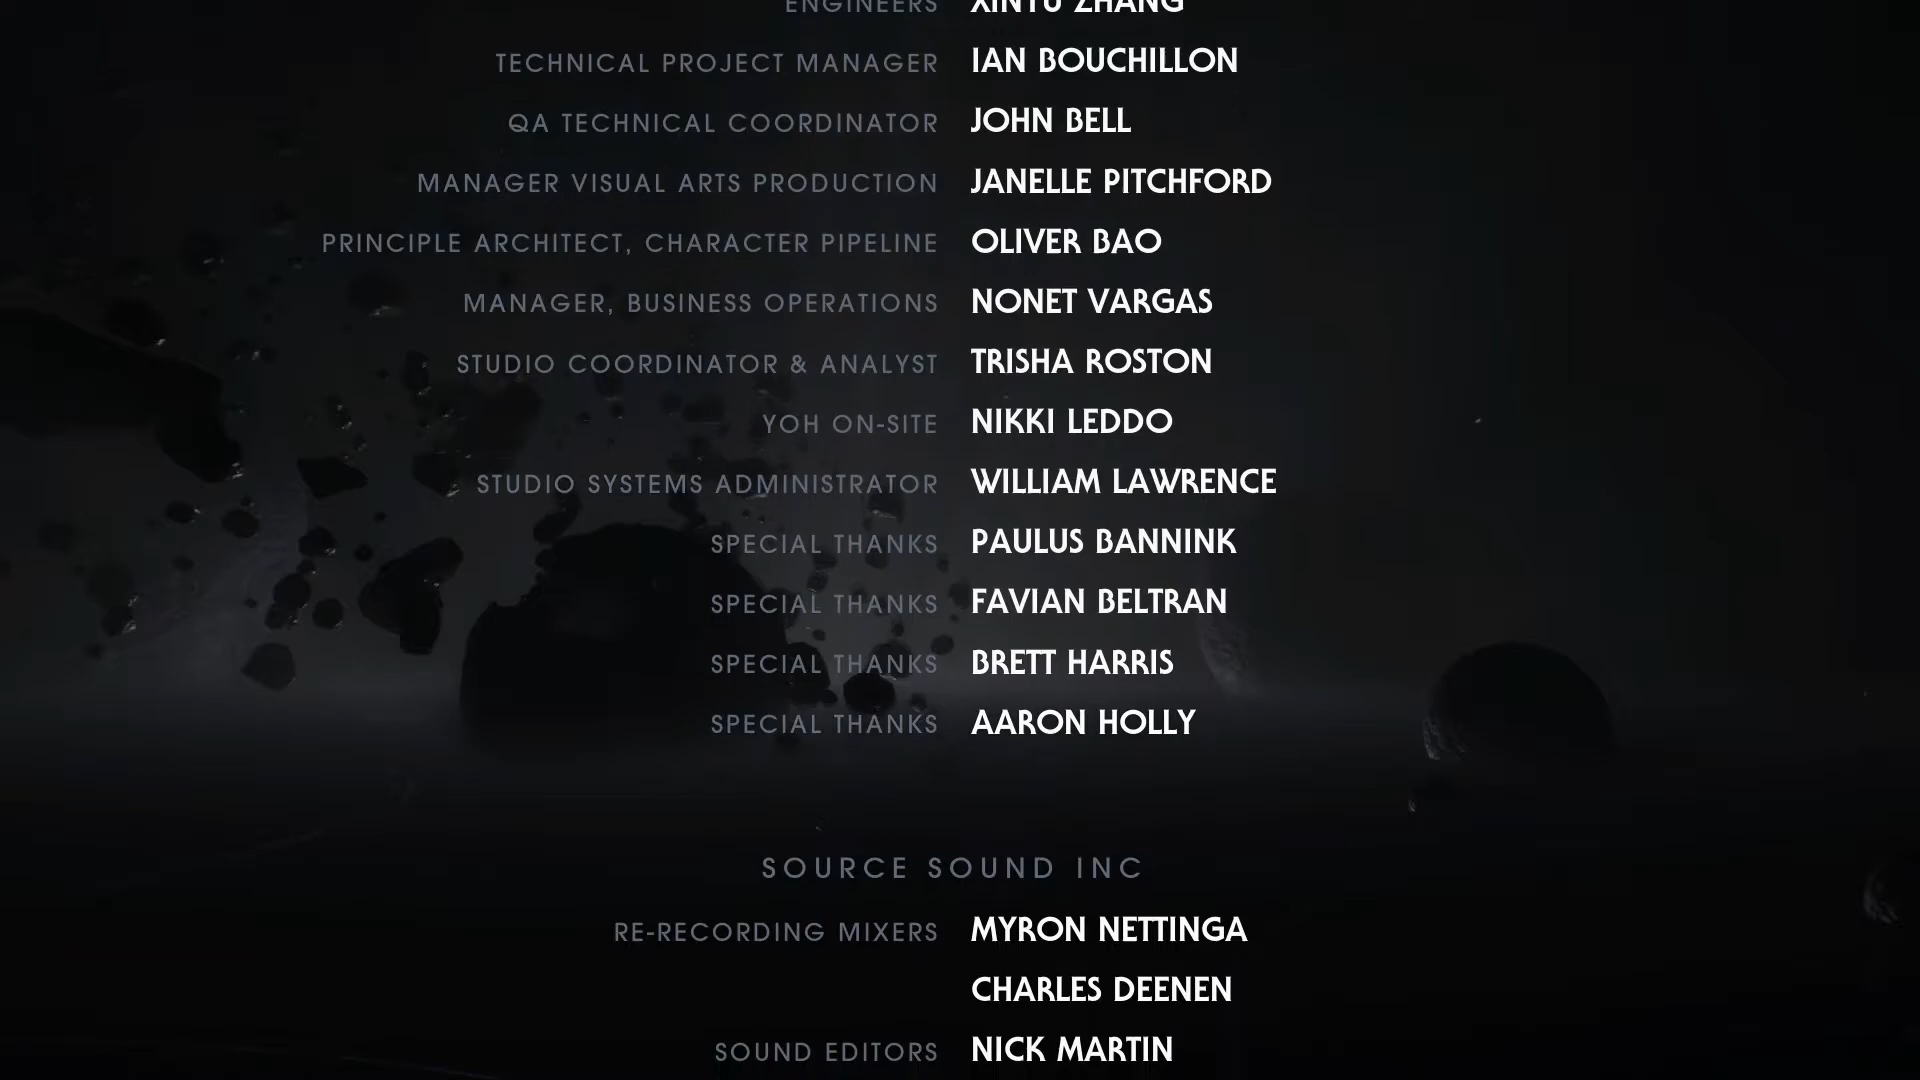 ENGINEERS XINYU ZHANG
TECHNICAL PROJECT MANAGER IAN BOUCHILLON
QA TECHNICAL COORDINATOR JOHN BELL
MANAGER VISUAL ARTS PRODUCTION JANELLE PITCHFORD
PRINCIPLE ARCHITECT, CHARACTER PIPELINE OLIVER BAO
MANAGER, BUSINESS OPERATIONS NONET VARGAS
STUDIO COORDINATOR & ANALYST TRISHA ROSTON
YOH ON-SITE NIKKI LEDDO
STUDIO SYSTEMS ADMINISTRATOR WILLIAM LAWRENCE
SPECIAL THANKS PAULUS BANNINK
SPECIAL THANKS FAVIAN BELTRAN
SPECIAL THANKS BRETT HARRIS
SPECIAL THANKS AARON HOLLY
SOURCE SOUND INC
RE-RECORDING MIXERS MYRON NETTINGA
CHARLES DEENEN
SOUND EDITORS NICK MARTIN